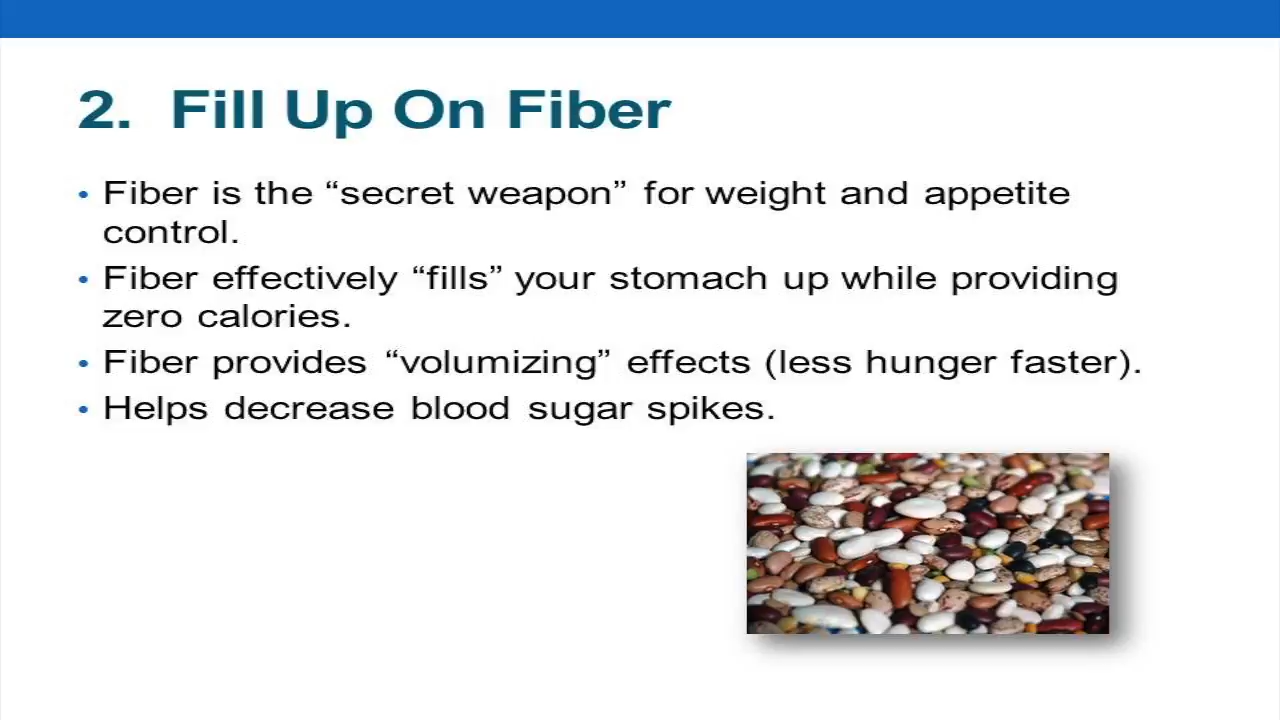 2. Fill Up On Fiber
• Fiber is the “secret weapon” for weight and appetite
control.
• Fiber effectively “fills” your stomach up while providing
zero calories.
• Fiber provides “volumizing” effects (less hunger faster).
• Helps decrease blood sugar spikes.